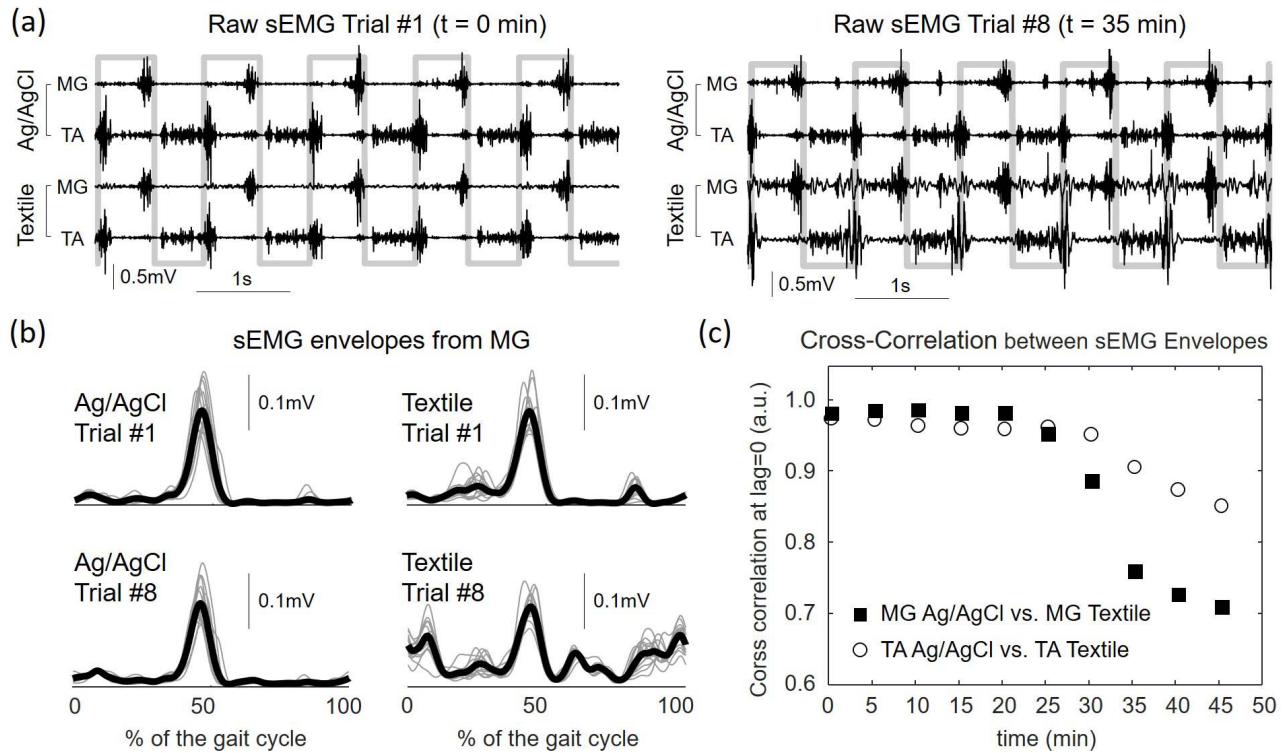 (a)
Raw sEMG Trial #1 (t = 0 min)
Raw sEMG Trial #8 (t = 35 min)
Ag/AgCl
MG
TA
Textile
MG
TA
0.5mV
1s
Ag/AgCl
MG
TA
Textile
MG
TA
0.5mV
1s
(b)
sEMG envelopes from MG
Ag/AgCl
Trial #1
0.1mV
Textile
Trial #1
0.1mV
Ag/AgCl
Trial #8
0.1mV
Textile
Trial #8
0.1mV
0 50 100
% of the gait cycle
0 50 100
% of the gait cycle
(c)
Cross-Correlation between sEMG Envelopes
Corss correlation at lag=0 (a.u.)
1.0
0.9
0.8
0.7
0.6
MG Ag/AgCl vs. MG Textile
TA Ag/AgCl vs. TA Textile
0 5 10 15 20 25 30 35 40 45 50
time (min)